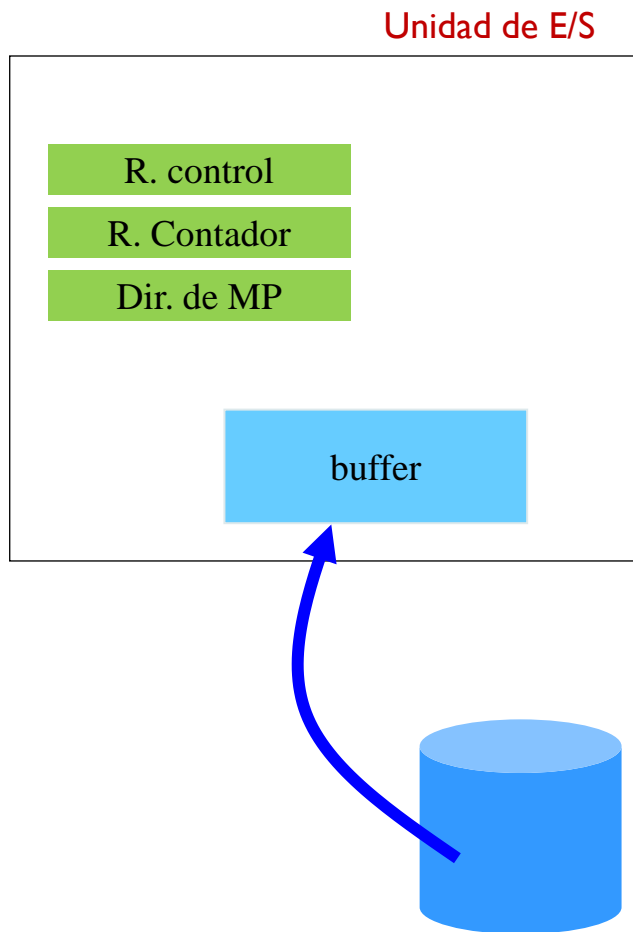 Unidad de E/S
R. control
R. Contador
Dir. de MP
buffer